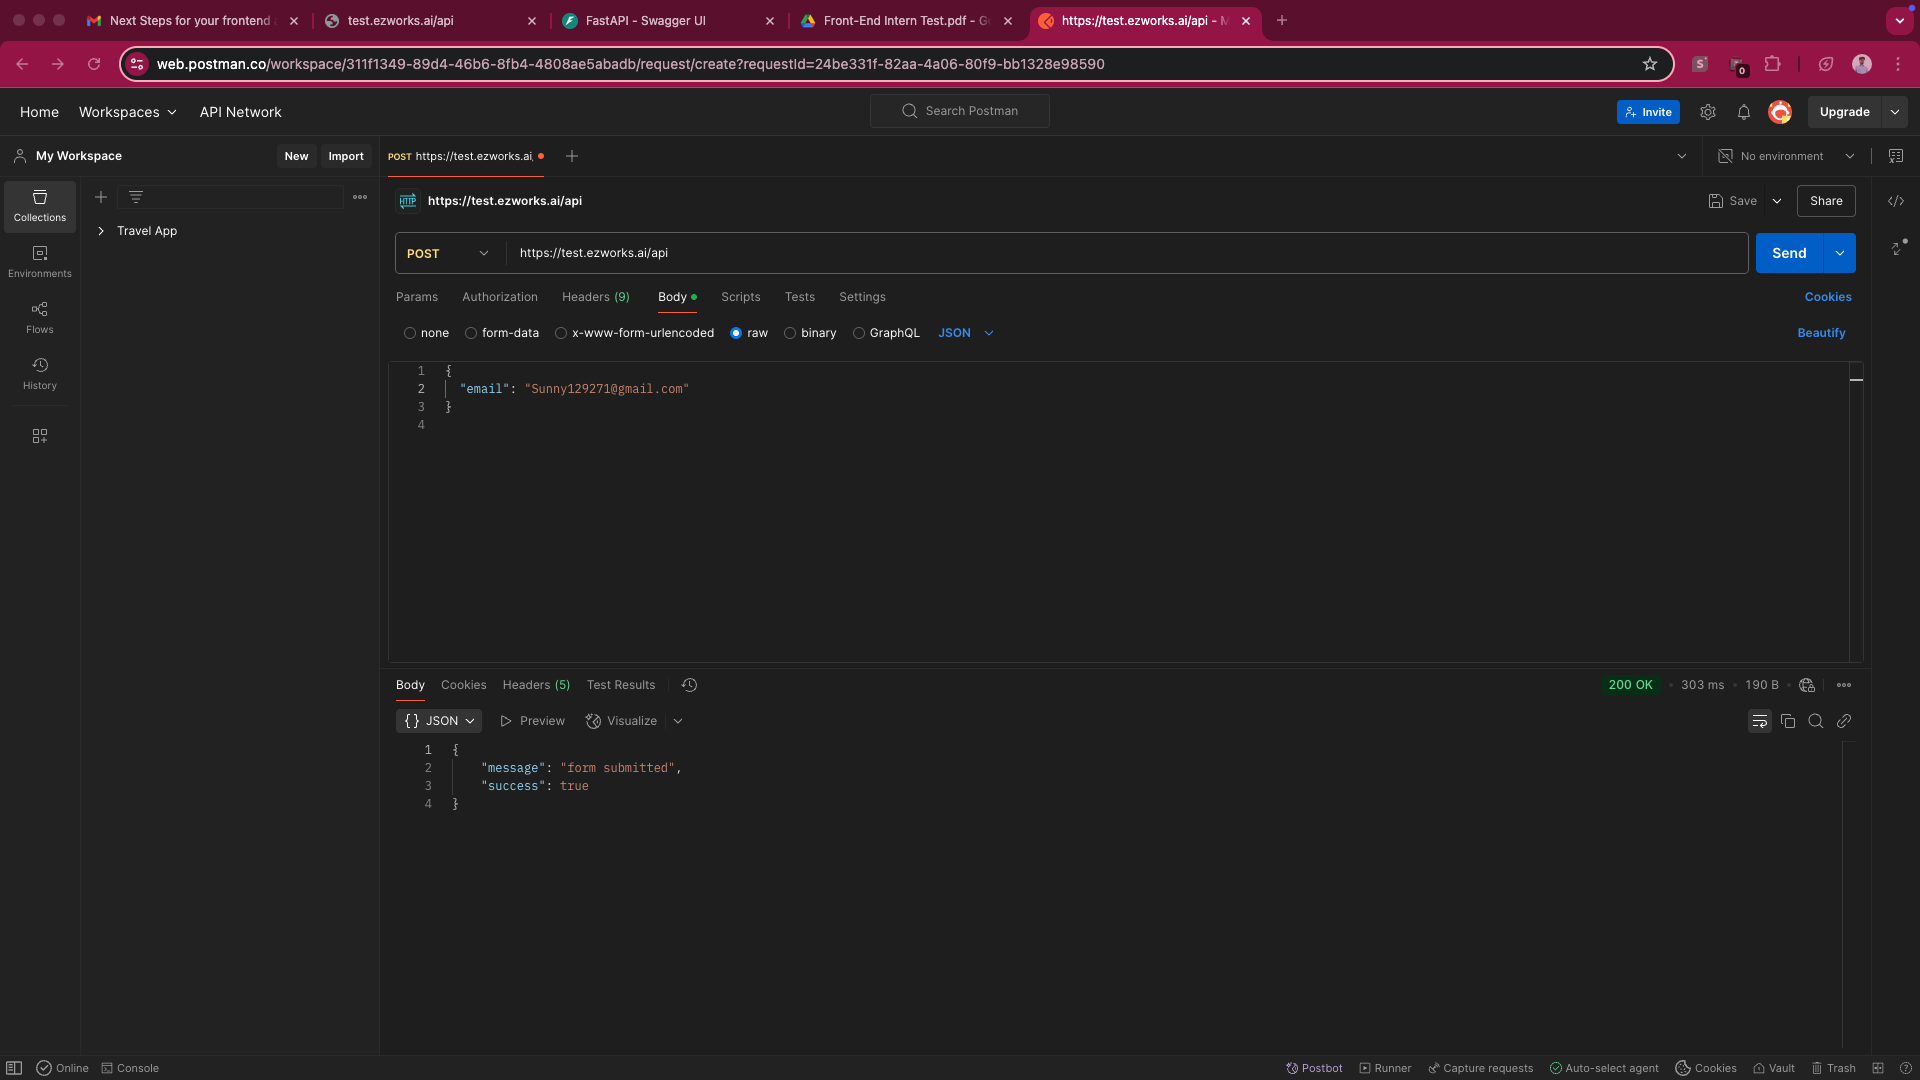 Next Steps for your frontend a
test.ezworks.ai/api
FastAPI - Swagger UI
Front-End Intern Test.pdf - Go
https://test.ezworks.ai/api - M
web.postman.co/workspace/311f1349-89d4-46b6-8fb4-4808ae5abadb/request/create?requestId=24be331f-82aa-4a06-80f9-bb1328e98590
S
0
Home
Workspaces
API Network
Search Postman
Invite
Upgrade
My Workspace
New
Import
POST https://test.ezworks.ai,
No environment
Collections
Travel App
HTTP https://test.ezworks.ai/api
Save
Share
Environments
POST
https://test.ezworks.ai/api
Send
Flows
Params
Authorization
Headers (9)
Body
Scripts
Tests
Settings
Cookies
none
form-data
x-www-form-urlencoded
raw
binary
GraphQL
JSON
Beautify
History
1 {
2 "email": "Sunny129271@gmail.com"
3 }
4
Body
Cookies
Headers (5)
Test Results
200 OK
303 ms
190 B
{} JSON
Preview
Visualize
1 {
2 "message": "form submitted",
3 "success": true
4 }
Online
Console
Postbot
Runner
Capture requests
Auto-select agent
Cookies
Vault
Trash